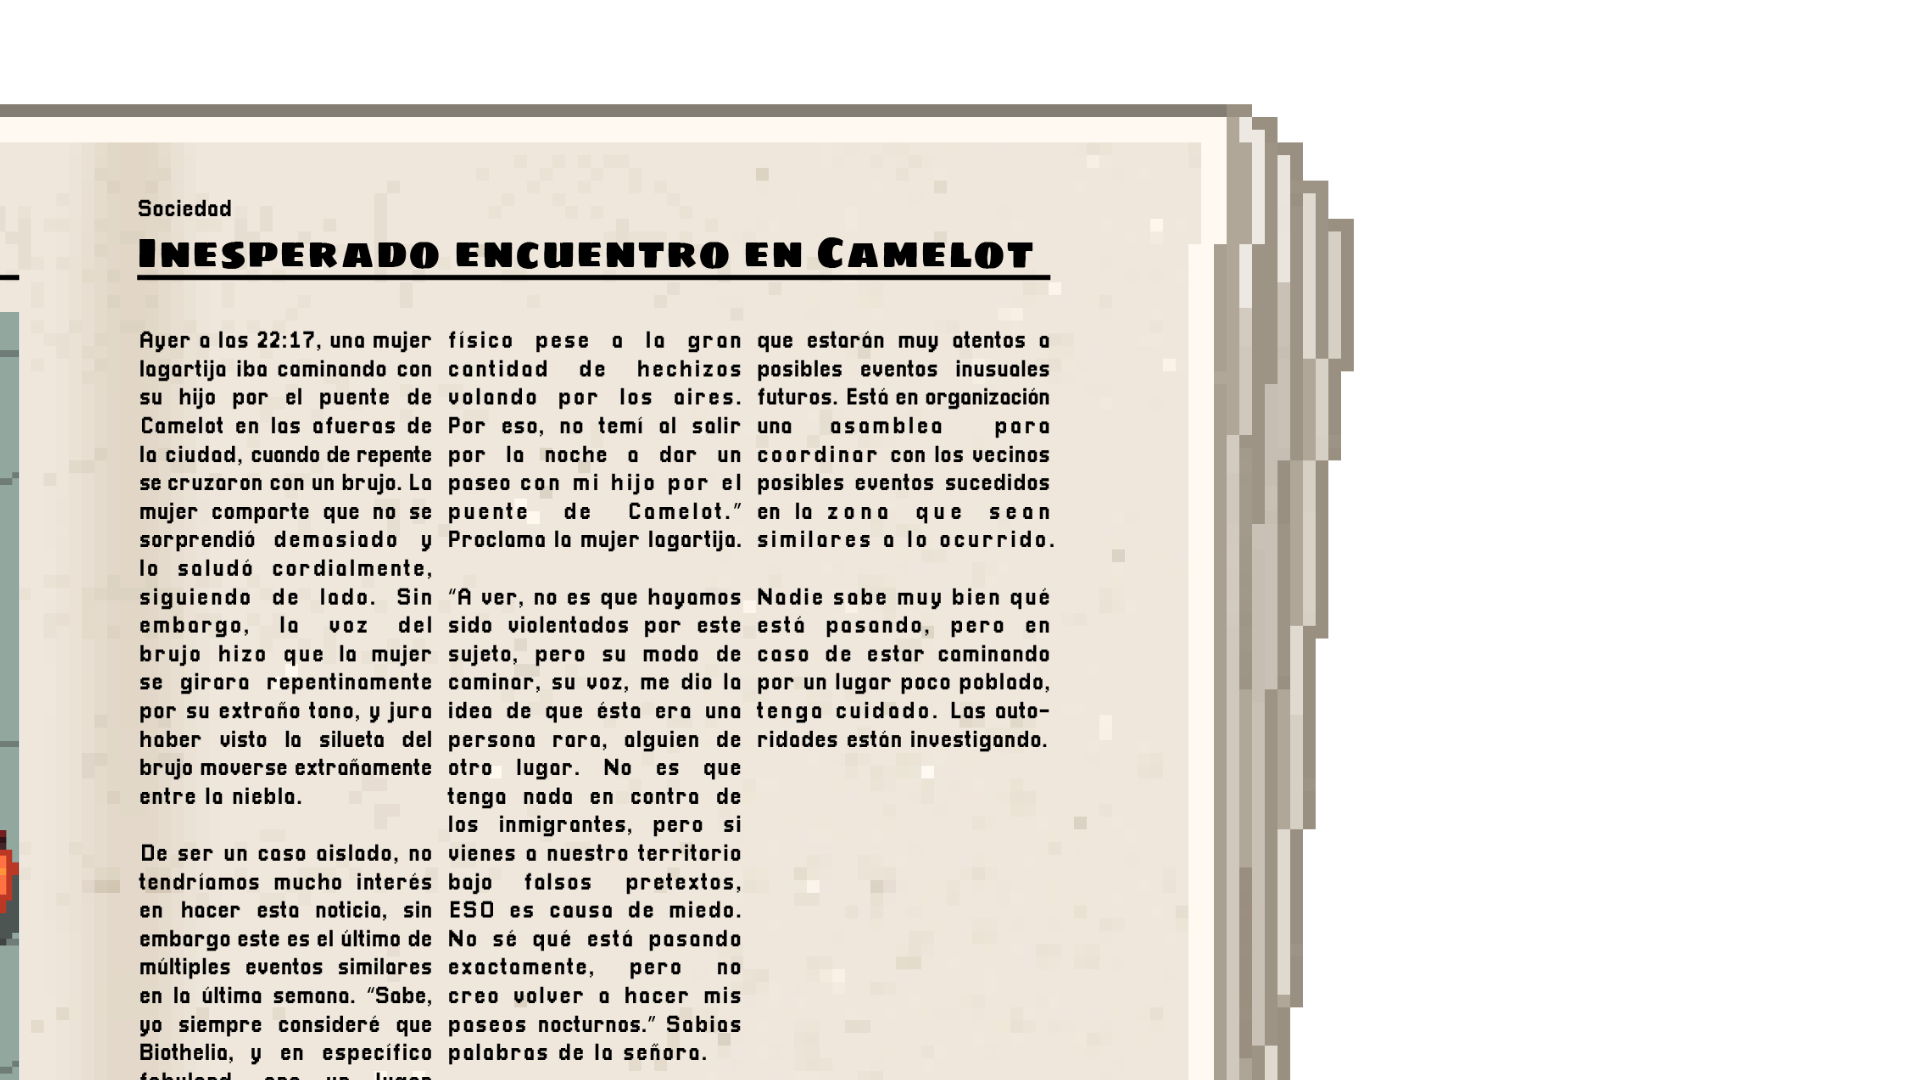 Sociedad
Inesperado encuentro en Camelot
Ayer a las 22:17, una mujer
lagartija iba caminando con
su hijo por el puente de
Camelot en las afueras de
la ciudad, cuando de repente
se cruzaron con un brujo. La
mujer comparte que no se
sorprendió demasiado y
lo saludó cordialmente,
siguiendo de lado. Sin
embargo, la voz del
brujo hizo que la mujer
se girara repentinamente
por su extraño tono, y jura
haber visto la silueta del
brujo moverse extrañamente
entre la niebla.
De ser un caso aislado, no
tendríamos mucho interés
en hacer esta noticia, sin
embargo este es el último de
múltiples eventos similares
en la última semana. "Sabe,
yo siempre consideré que
Biothelia, y en específico
físico pese a la gran
cantidad de hechizos
volando por los aires.
Por eso, no temí al salir
por la noche a dar un
paseo con mi hijo por el
puente de Camelot."
Proclama la mujer lagartija.
"A ver, no es que hayamos
sido violentados por este
sujeto, pero su modo de
caminar, su voz, me dio la
idea de que ésta era una
persona rara, alguien de
otro lugar. No es que
tenga nada en contra de
los inmigrantes, pero si
vienes a nuestro territorio
bajo falsos pretextos,
ESO es causa de miedo.
No sé qué está pasando
exactamente, pero no
creo volver a hacer mis
paseos nocturnos." Sabias
palabras de la señora.
que estarán muy atentos a
posibles eventos inusuales
futuros. Está en organización
una asamblea para
coordinar con los vecinos
posibles eventos sucedidos
en la zona que sean
similares a lo ocurrido.
Nadie sabe muy bien qué
está pasando, pero en
caso de estar caminando
por un lugar poco poblado,
tenga cuidado. Las auto-
ridades están investigando.